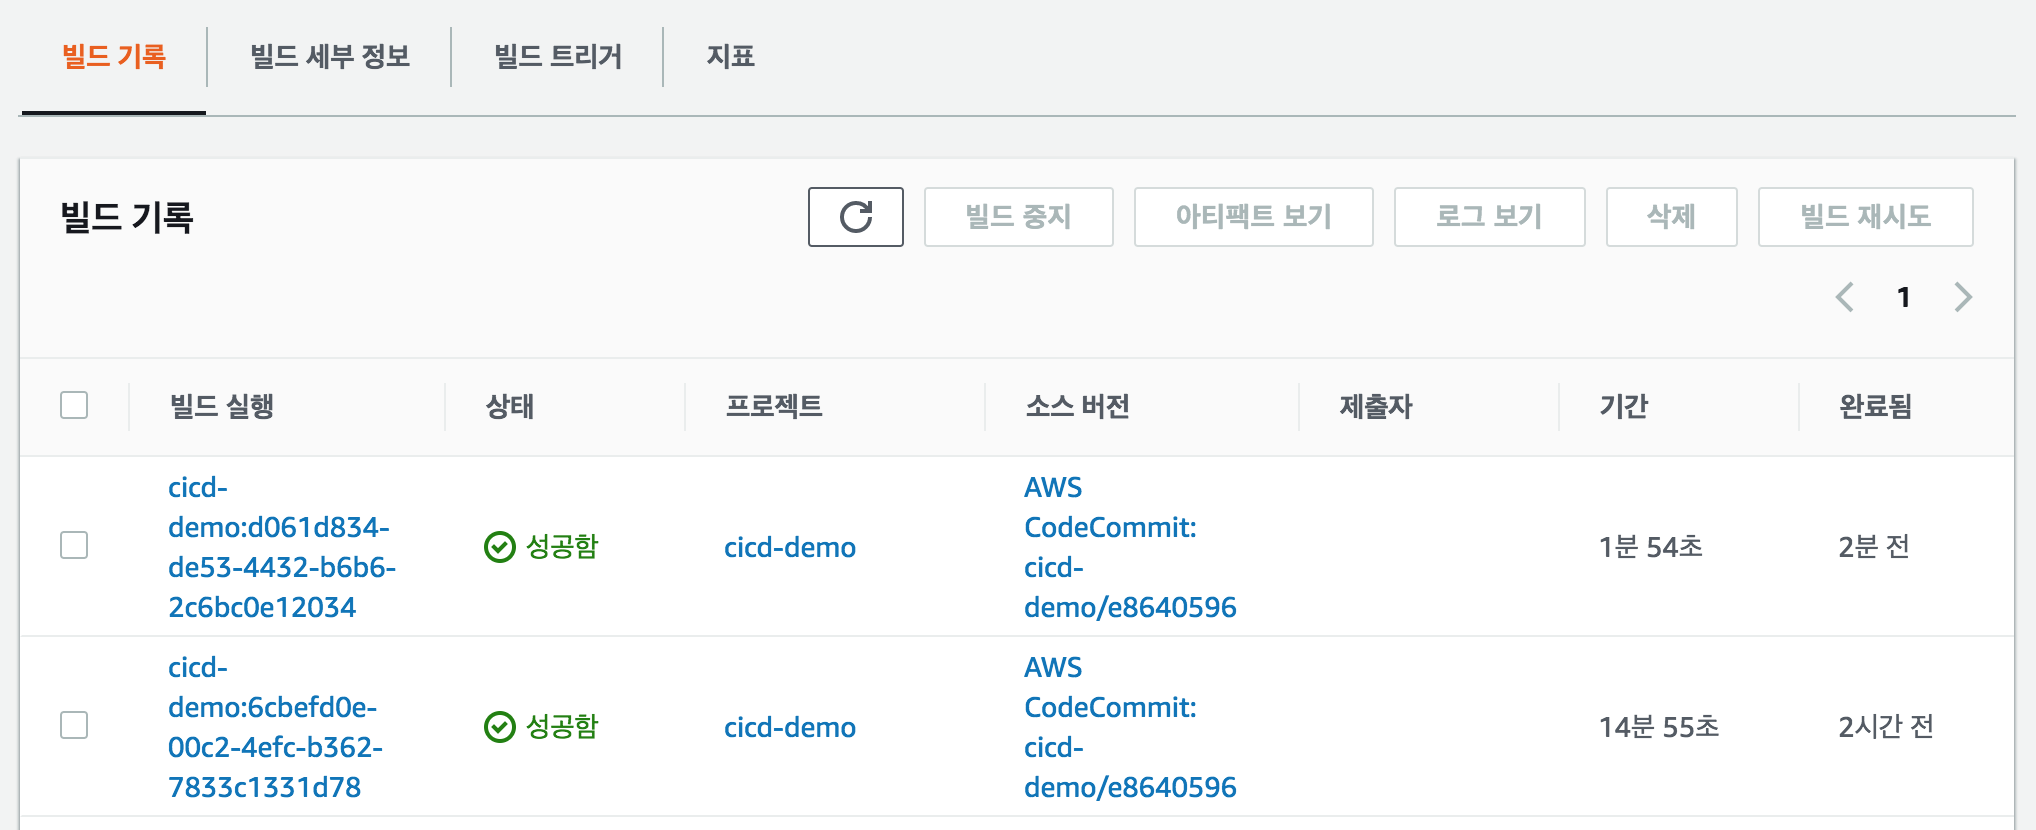 빌드 기록
빌드 세부 정보
빌드 트리거
지표
빌드 기록
빌드 중지
아티팩트 보기
로그 보기
삭제
빌드 재시도
1
빌드 실행
상태
프로젝트
소스 버전
제출자
기간
완료됨
cicd-
demo:d061d834-
de53-4432-b6b6-
2c6bc0e12034
성공함
cicd-demo
AWS
CodeCommit:
cicd-
demo/e8640596
1분 54초
2분 전
cicd-
demo:6cbefd0e-
00c2-4efc-b362-
7833c1331d78
성공함
cicd-demo
AWS
CodeCommit:
cicd-
demo/e8640596
14분 55초
2시간 전